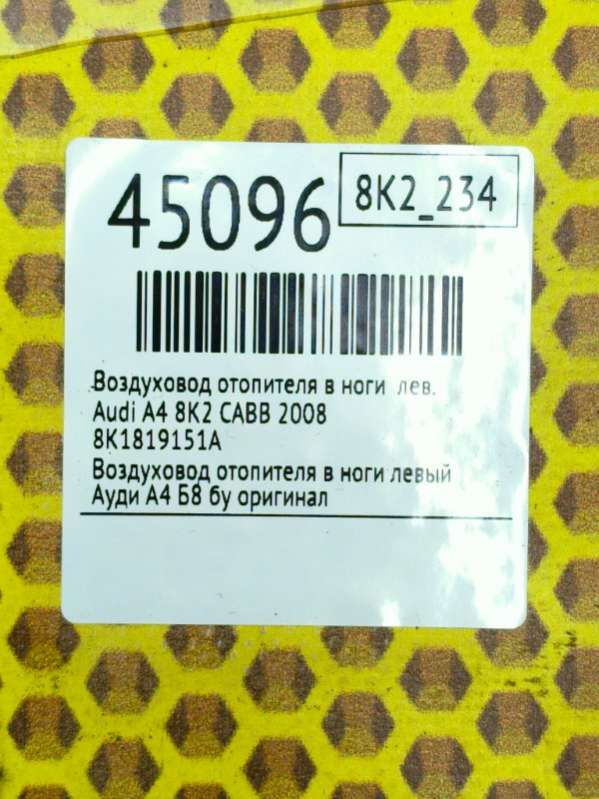 45096
8K2_234
Воздуховод отопителя в ноги лев.
Audi A4 8K2 CABB 2008
8K1819151A
Воздуховод отопителя в ноги левый
Ауди А4 Б8 бу оригинал